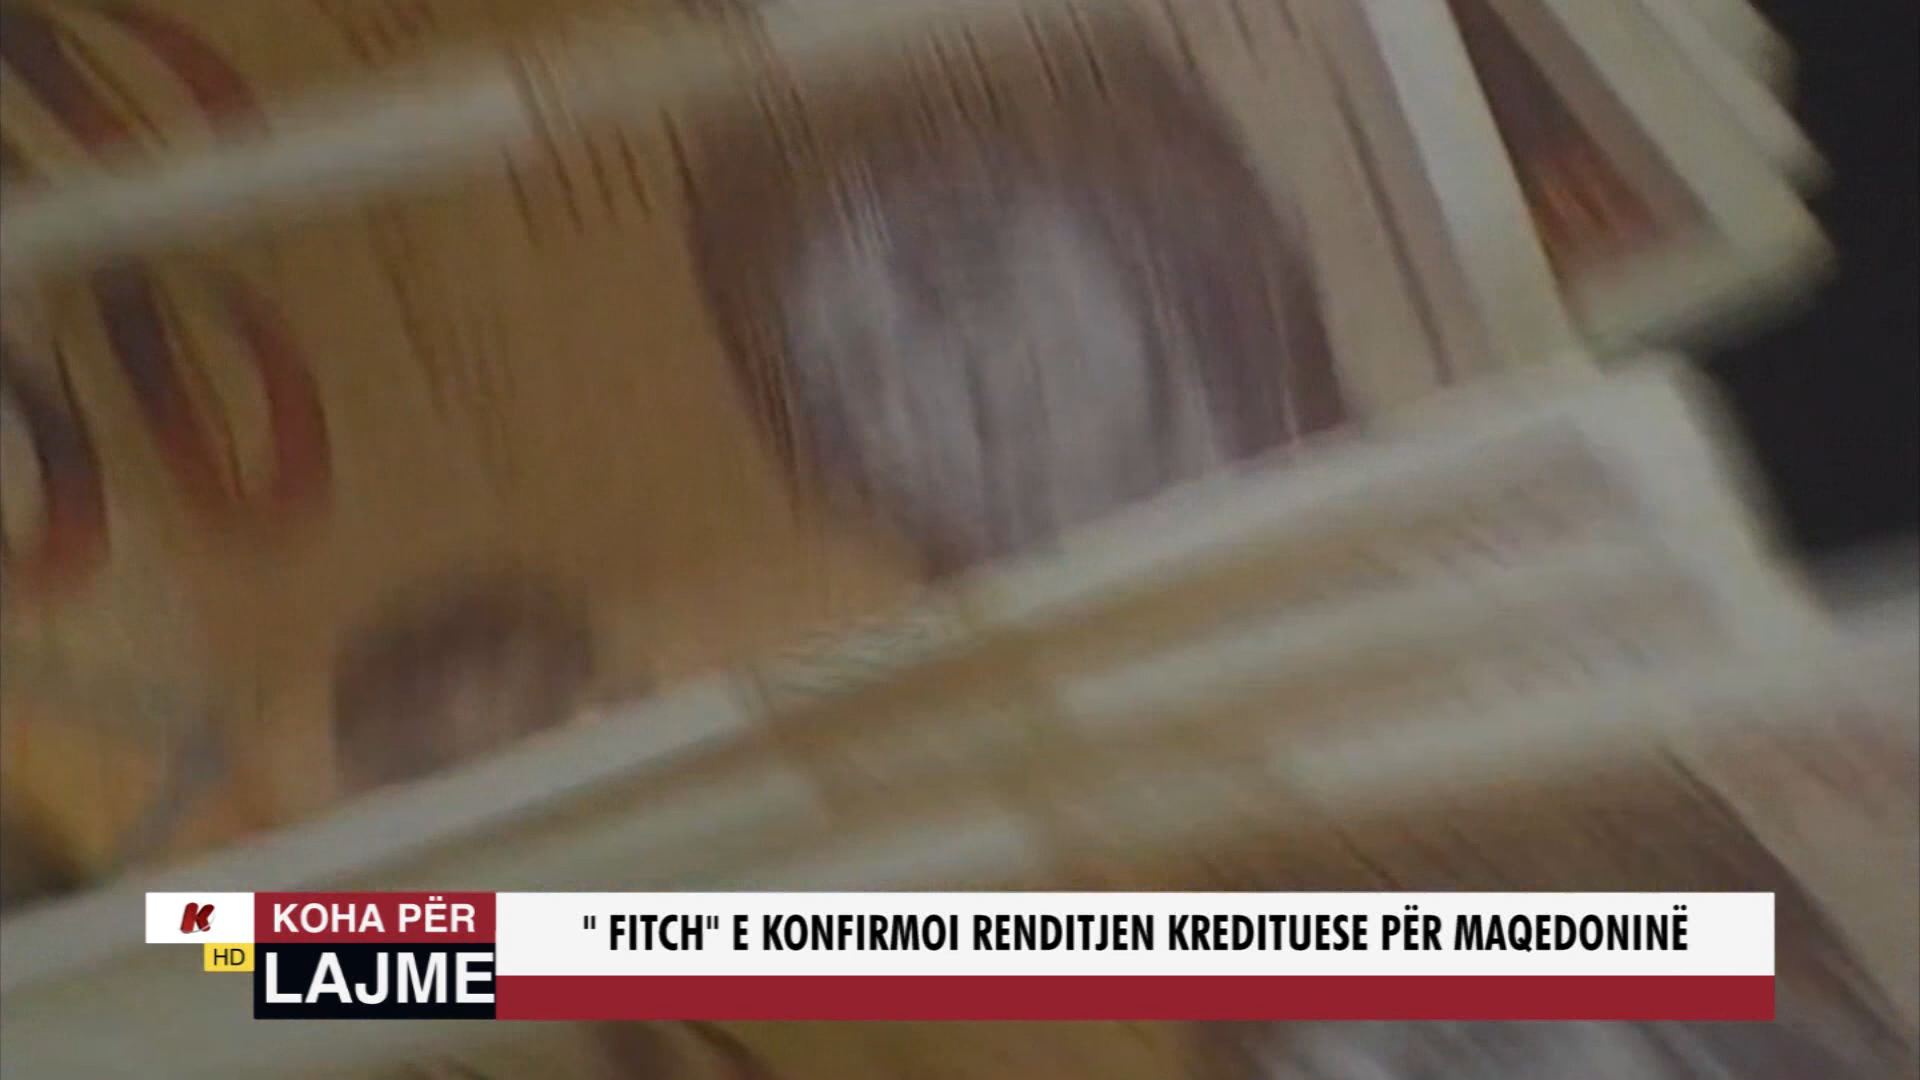 K
KOHA PËR
HD
LAJME
" FITCH" E KONFIRMOI RENDITJEN KREDITUESE PËR MAQEDONINË